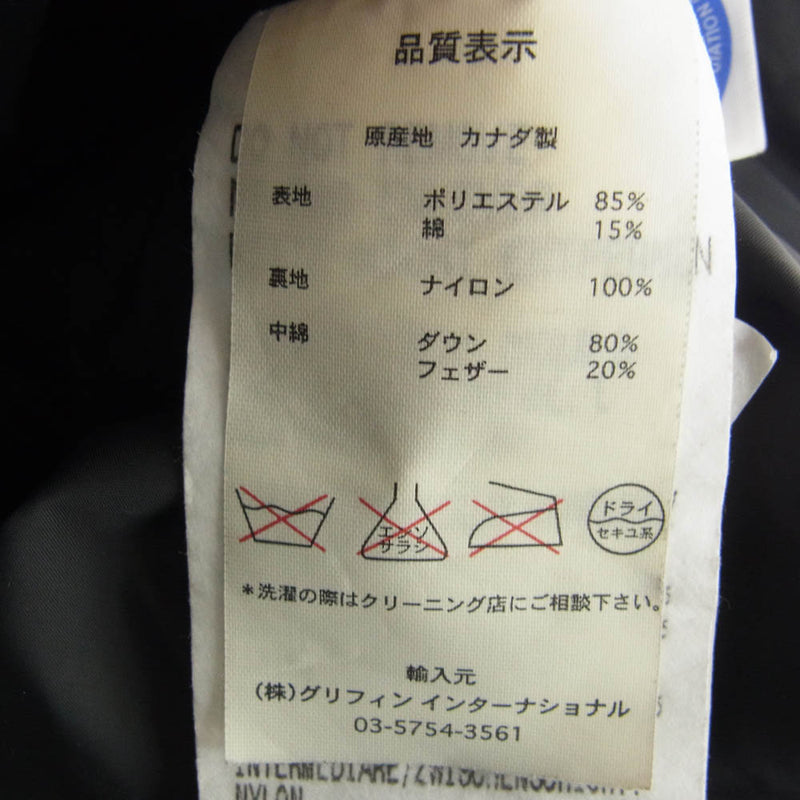 品質表示
原産地 カナダ製
表地 ポリエステル 85%
綿 15%
裏地 ナイロン 100%
中綿 ダウン 80%
フェザー 20%
エンソ
サラシ
ドライ
セキユ系
*洗濯の際はクリーニング店にご相談下さい。
輸入元
(株)グリフィン インターナショナル
03-5754-3561
NYLON